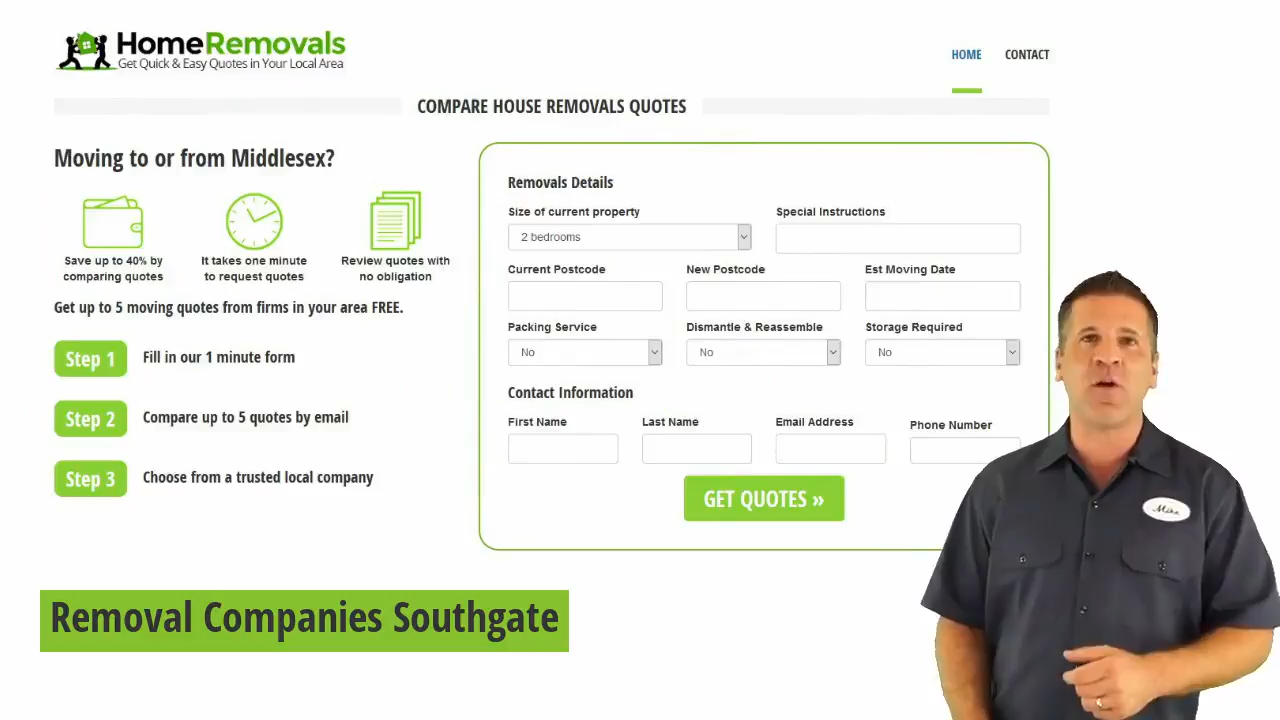 HomeRemovals
Get Quick & Easy Quotes in Your Local Area
HOME
CONTACT
COMPARE HOUSE REMOVALS QUOTES
Moving to or from Middlesex?
Save up to 40% by
comparing quotes
It takes one minute
to request quotes
Review quotes with
no obligation
Get up to 5 moving quotes from firms in your area FREE.
Step 1
Fill in our 1 minute form
Step 2
Compare up to 5 quotes by email
Step 3
Choose from a trusted local company
Removals Details
Size of current property
2 bedrooms
Special Instructions
Current Postcode
New Postcode
Est Moving Date
Packing Service
No
Dismantle & Reassemble
No
Storage Required
No
Contact Information
First Name
Last Name
Email Address
Phone Number
GET QUOTES »
Mike
Removal Companies Southgate